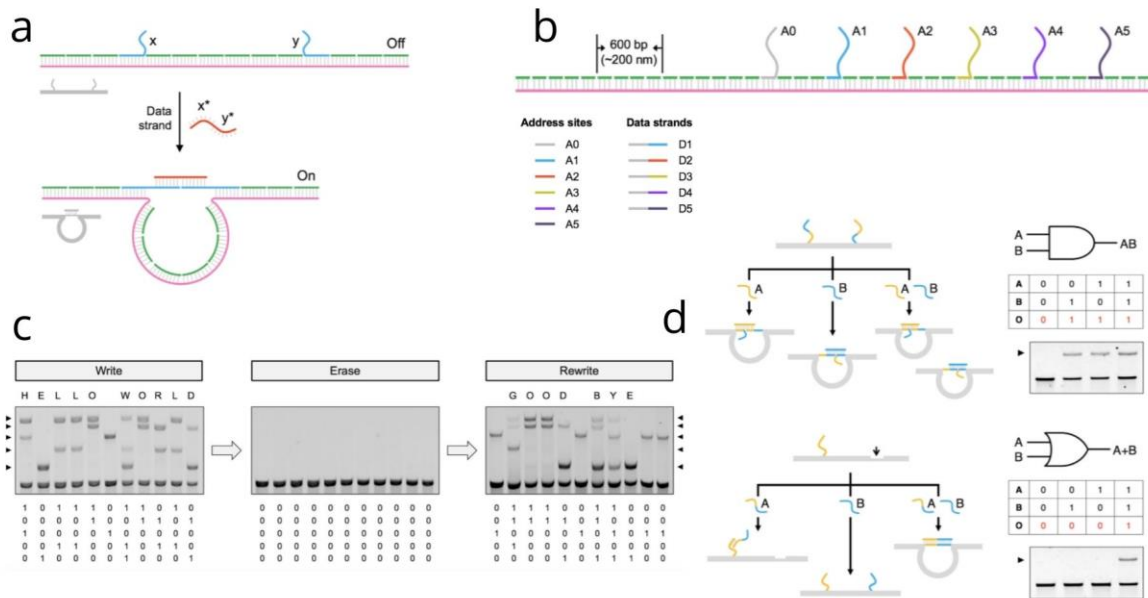 a
x
y
Off
Data
strand
x*
y*
On
b
600 bp
(~200 nm)
A0 A1 A2 A3 A4 A5
Address sites Data strands
A0 D1
A1 D2
A2 D3
A3 D4
A4 D5
A5
c
Write Erase Rewrite
H E L L O W O R L D
G O O D B Y E
1 0 1 1 1 0 1 1 0 1 0
0 0 0 0 1 0 0 1 1 0 1
1 0 0 0 0 1 0 0 0 0 0
0 0 1 1 0 0 1 0 1 1 0
0 1 0 0 0 0 1 0 0 0 1
0 0 0 0 0 0 0 0 0 0 0
0 0 0 0 0 0 0 0 0 0 0
0 0 0 0 0 0 0 0 0 0 0
0 0 0 0 0 0 0 0 0 0 0
0 0 0 0 0 0 0 0 0 0 0
0 1 1 1 0 0 1 1 0 0 0
0 1 1 1 1 0 1 0 0 0 0
1 0 0 0 0 1 0 1 0 1 1
0 1 0 0 0 0 0 0 0 0 0
0 0 0 0 1 0 1 1 1 0 0
d
A B A B
A
B
AB
A 0 0 1 1
B 0 1 0 1
O 0 1 1 1
A B A B
A
B
A+B
A 0 0 1 1
B 0 1 0 1
O 0 0 0 1